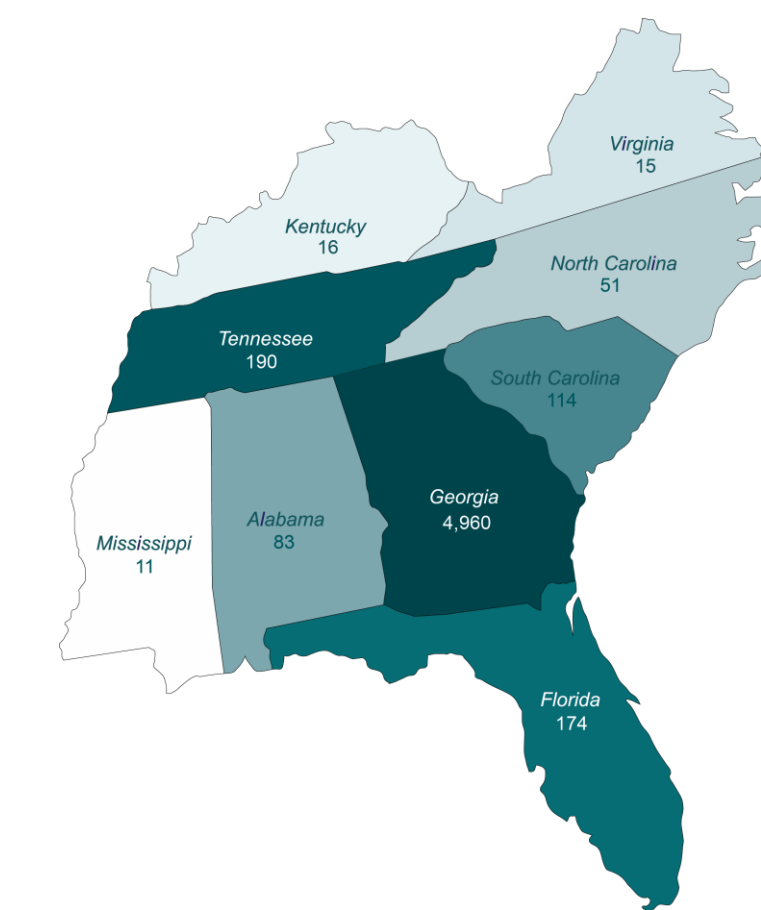 Virginia
15
Kentucky
16
North Carolina
51
Tennessee
190
South Carolina
114
Georgia
4,960
Alabama
83
Mississippi
11
Florida
174